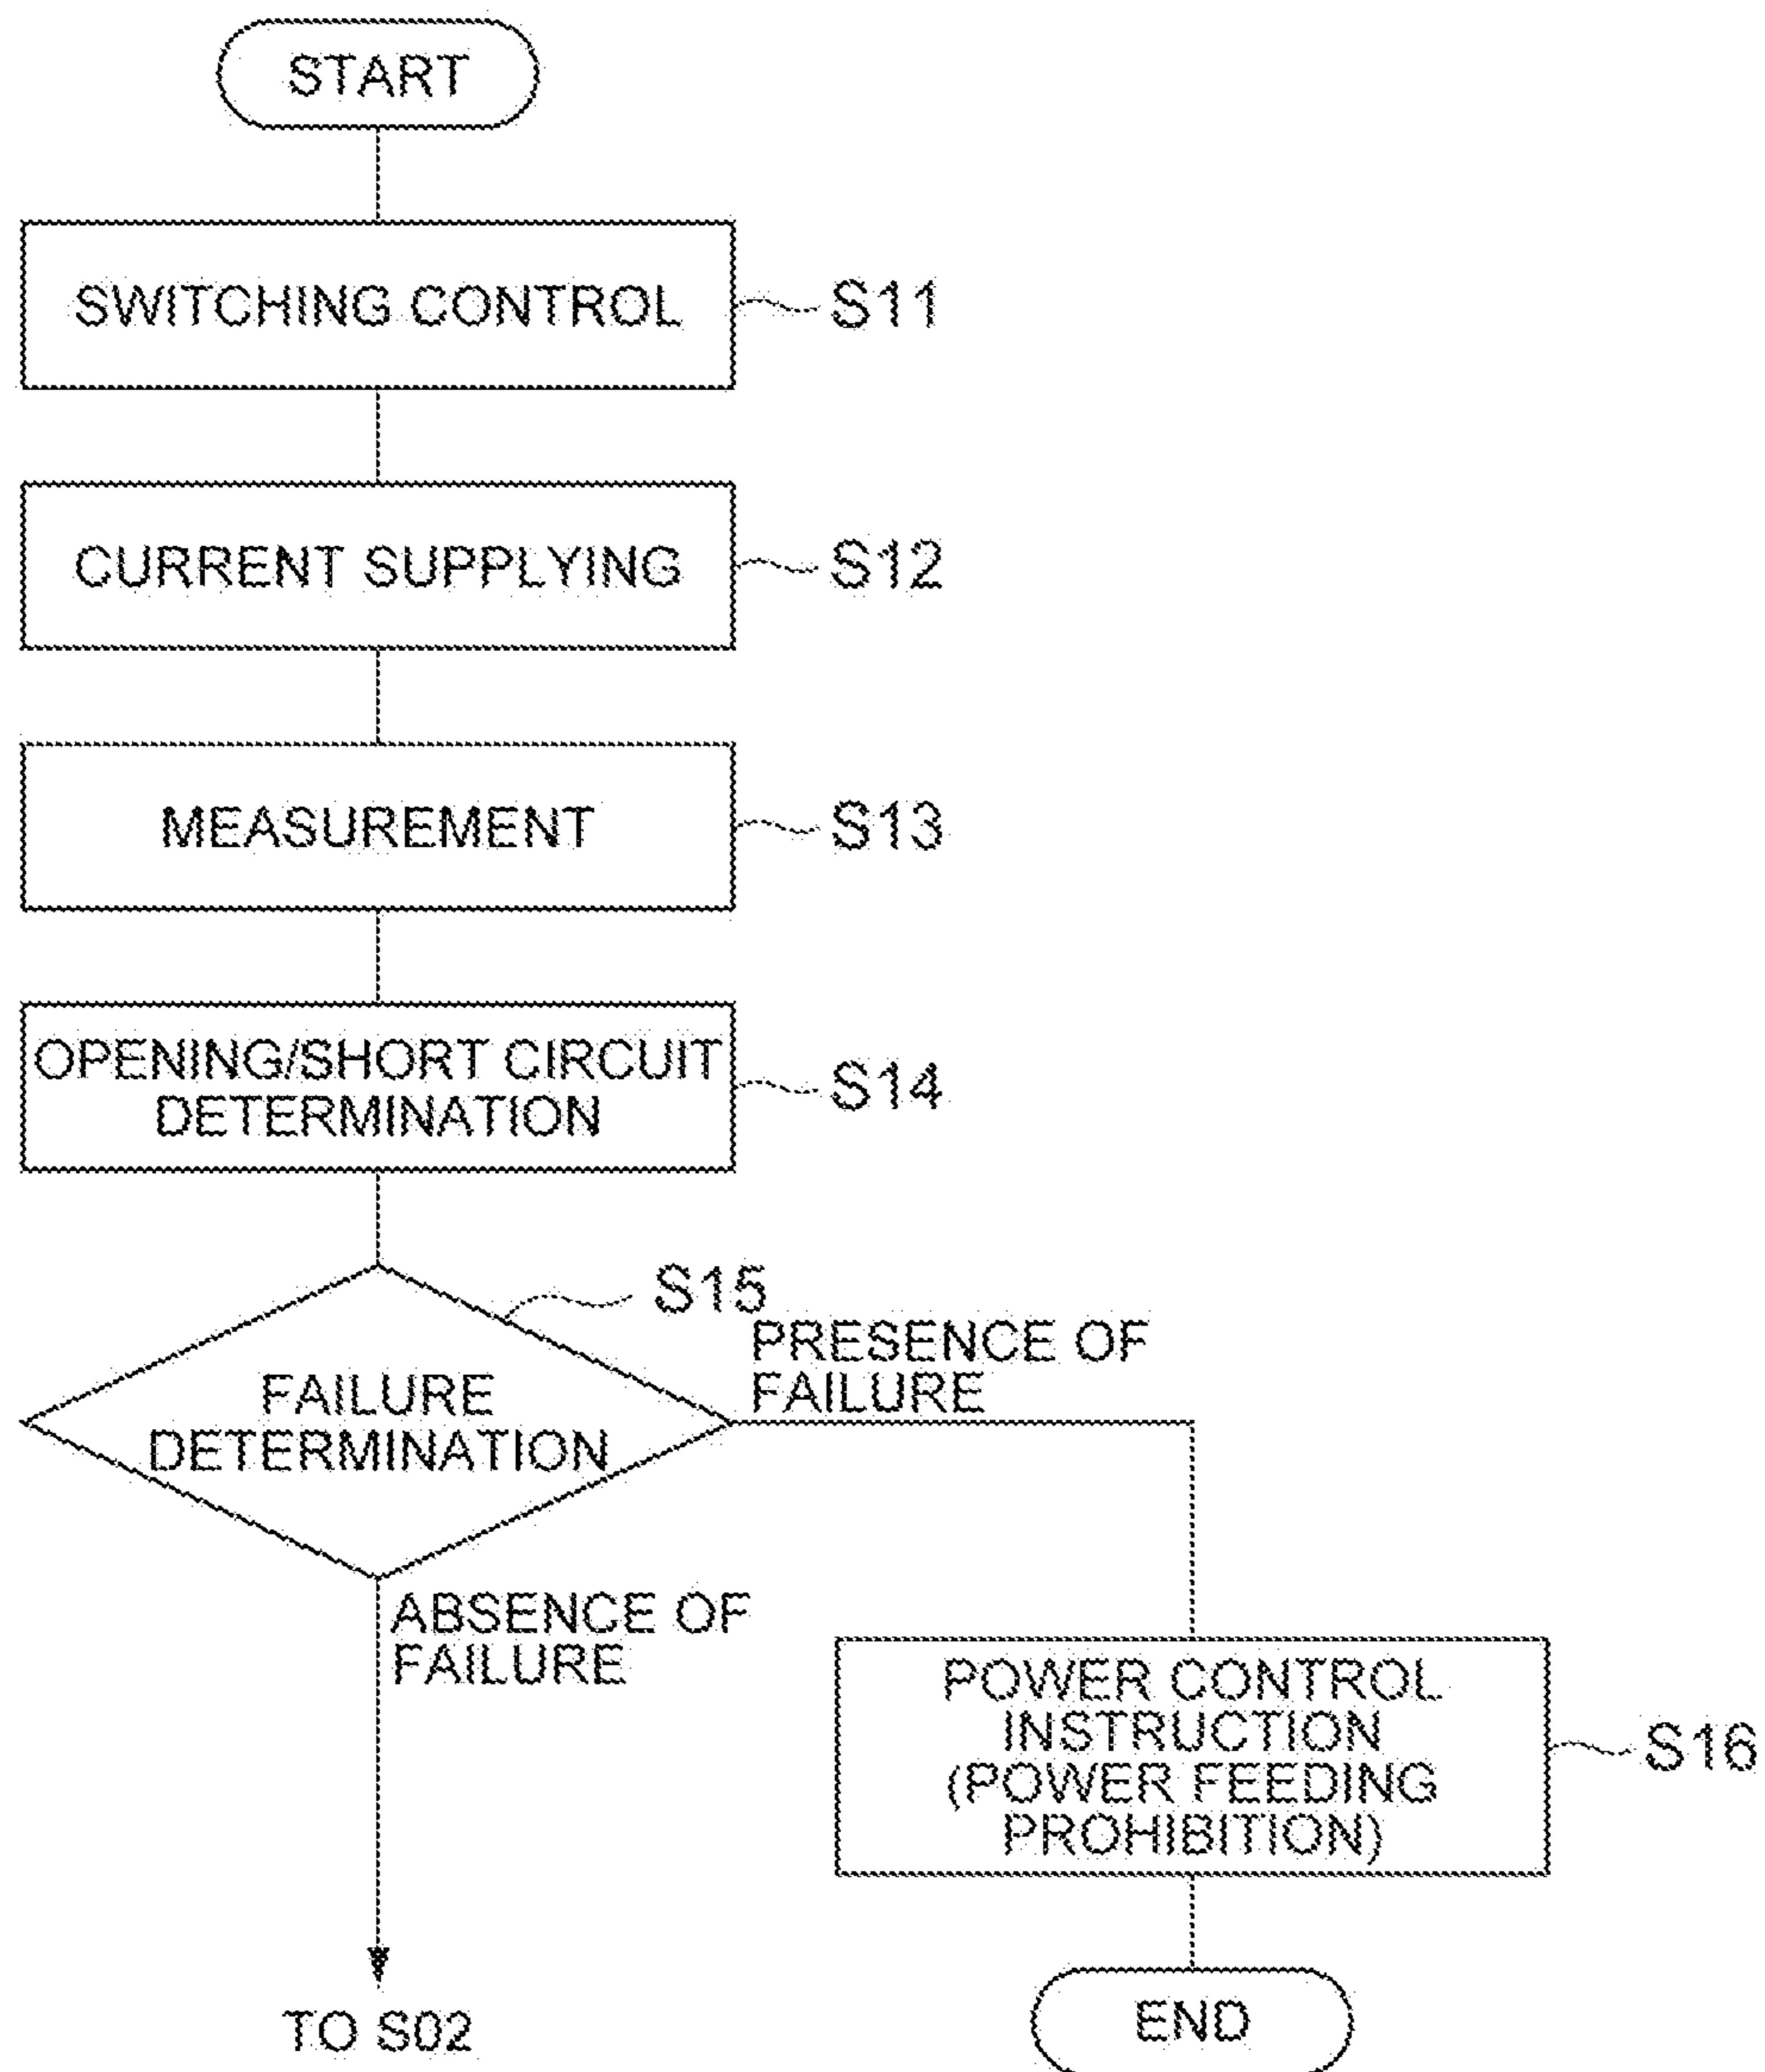 START
SWITCHING CONTROL
S11
CURRENT SUPPLYING
S12
MEASUREMENT
S13
OPENING/SHORT CIRCUIT
DETERMINATION
S14
S15
FAILURE
DETERMINATION
PRESENCE OF
FAILURE
ABSENCE OF
FAILURE
POWER CONTROL
INSTRUCTION
(POWER FEEDING
PROHIBITION)
S16
TO S02
END